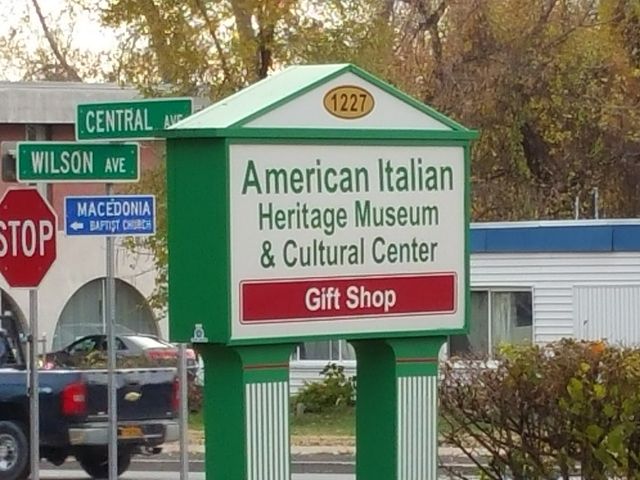 1227
CENTRAL AVE
WILSON AVE
MACEDONIA
BAPTIST CHURCH
STOP
American Italian
Heritage Museum
& Cultural Center
Gift Shop